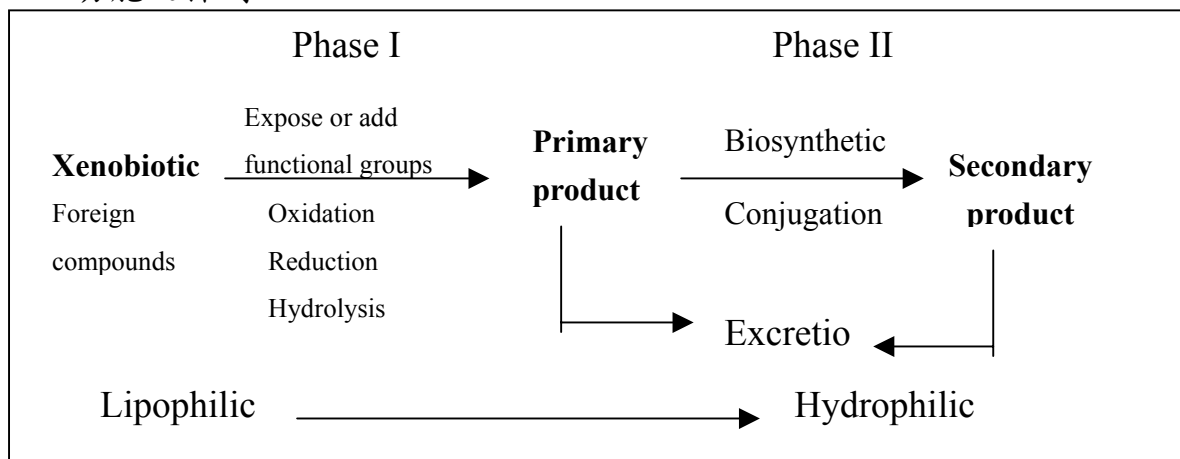 Phase I
Phase II
Expose or add
functional groups
Xenobiotic
Foreign
compounds
Oxidation
Reduction
Hydrolysis
Primary
product
Biosynthetic
Conjugation
Secondary
product
Excretio
Lipophilic
Hydrophilic